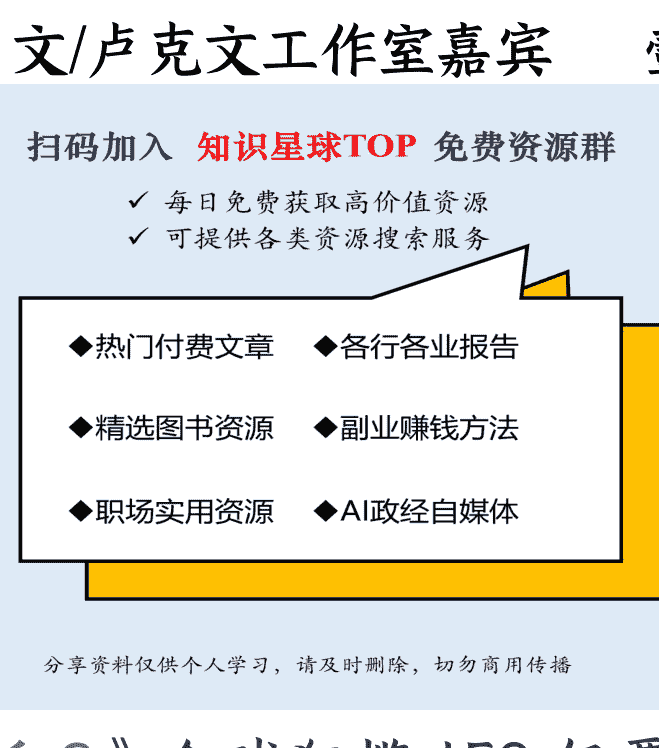 文/卢克文工作室嘉宾
扫码加入 知识星球TOP 免费资源群
✓ 每日免费获取高价值资源
✓ 可提供各类资源搜索服务
◆热门付费文章 ◆各行各业报告
◆精选图书资源 ◆副业赚钱方法
◆职场实用资源 ◆AI政经自媒体
分享资料仅供个人学习，请及时删除，切勿商用传播